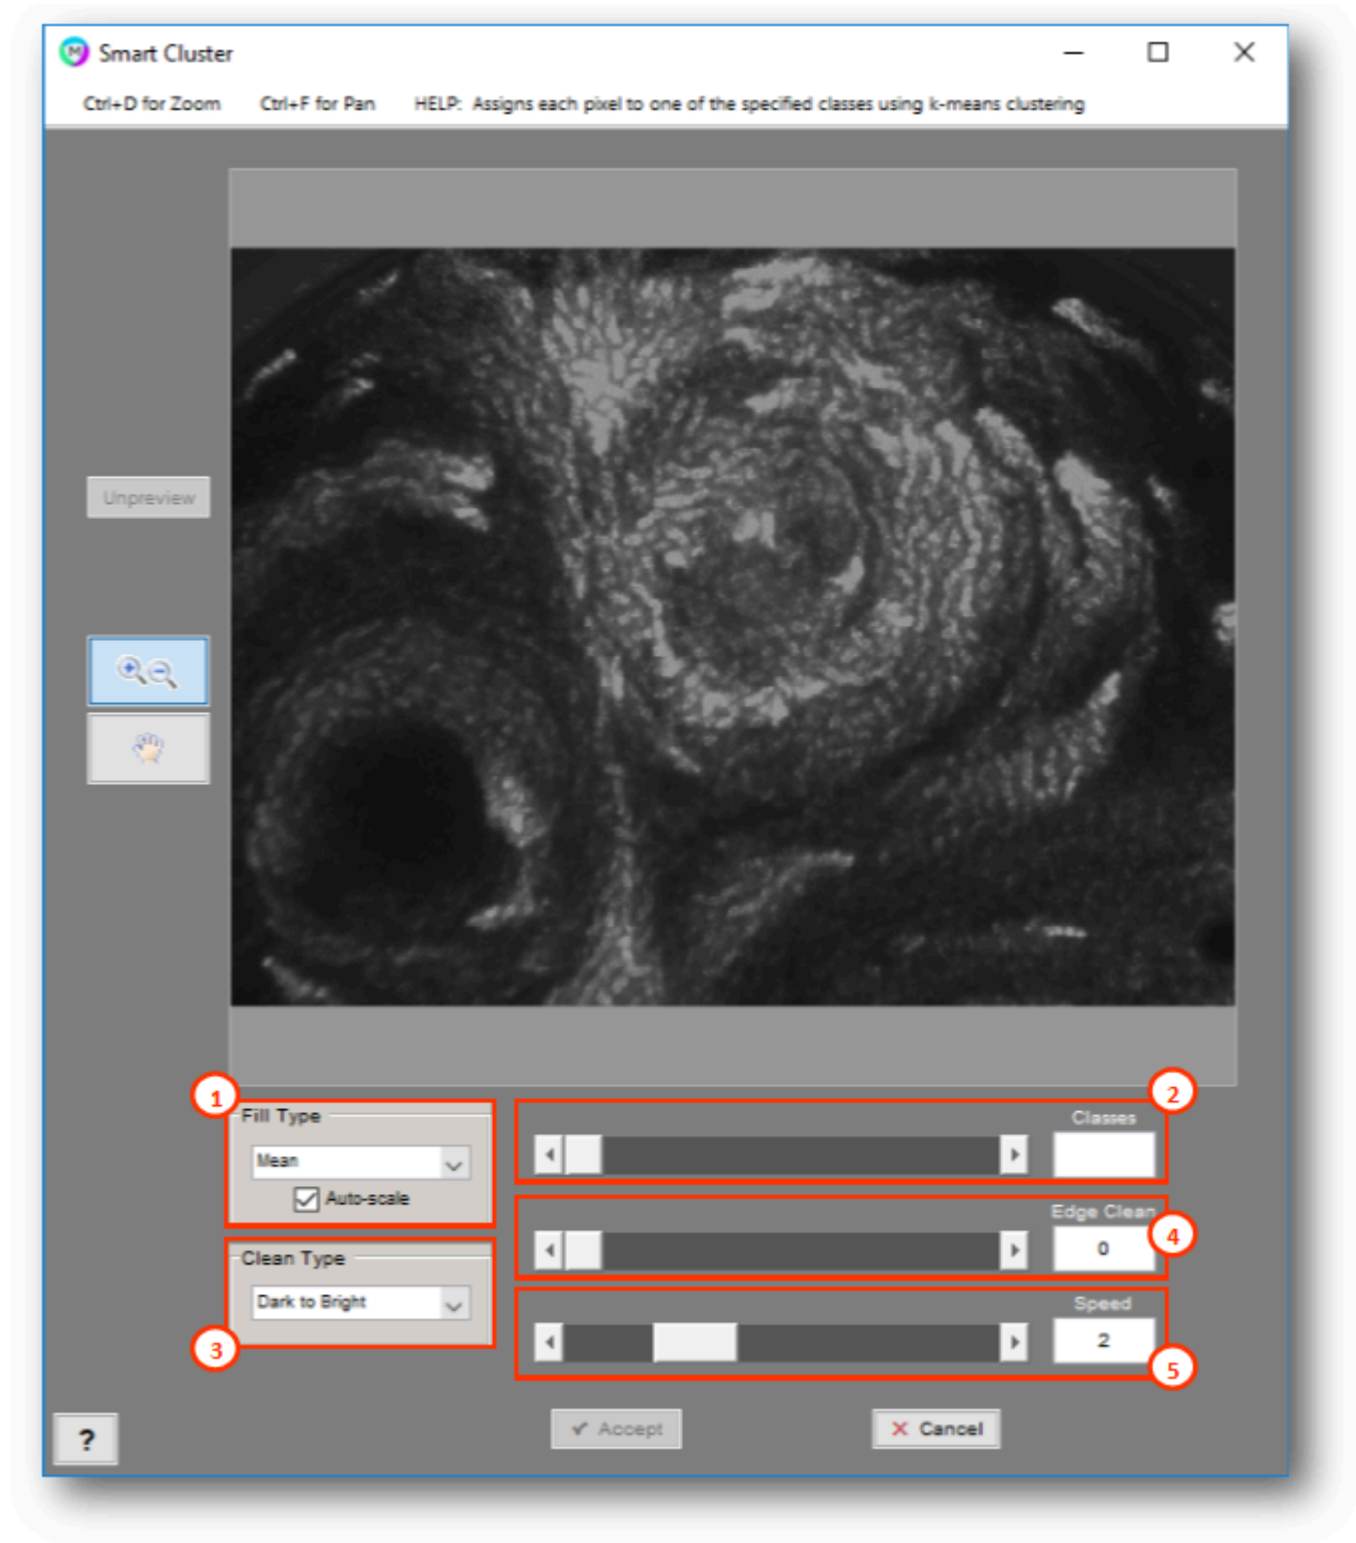 Smart Cluster
Ctrl+D for Zoom Ctrl+F for Pan HELP: Assigns each pixel to one of the specified classes using k-means clustering
Unpreview
1
Fill Type
Mean
Auto-scale
2
Classes
3
Clean Type
Dark to Bright
4
Edge Clean
0
5
Speed
2
Accept
Cancel
?